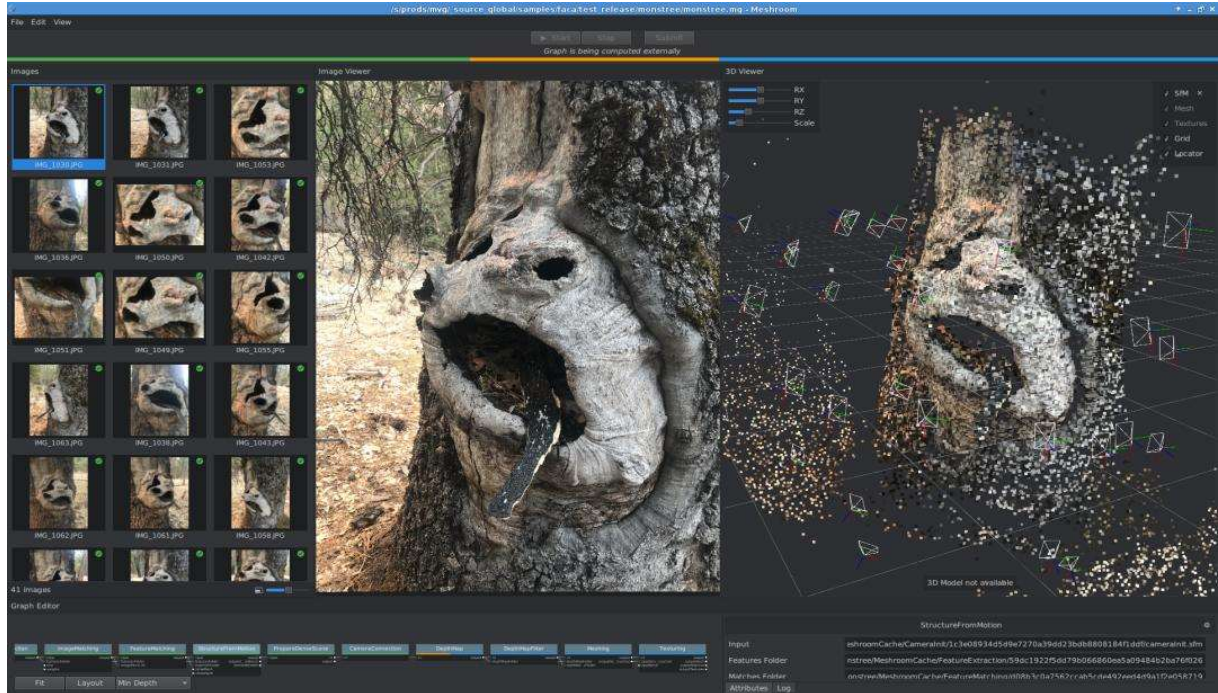 /s/prods/mvg/_source_global/samples/faca/test_release/monstree/monstree.mg - Meshroom
File Edit View
Start Stop Submit
Graph is being computed externally
Images
Image Viewer
3D Viewer
RX
RY
RZ
Scale
SfM
Mesh
Textures
Grid
Locator
IMG_1030.JPG IMG_1031.JPG IMG_1053.JPG
IMG_1036.JPG IMG_1050.JPG IMG_1042.JPG
IMG_1051.JPG IMG_1049.JPG IMG_1055.JPG
IMG_1063.JPG IMG_1038.JPG IMG_1043.JPG
IMG_1062.JPG IMG_1061.JPG IMG_1058.JPG
41 images
3D Model not available
Graph Editor
ImageMatching FeatureMatching StructureFromMotion PrepareDenseScene CameraConnection DepthMap DepthMapFilter Meshing Texturing
Fit Layout Min Depth
StructureFromMotion
Input
Features Folder
Matches Folder
Attributes Log